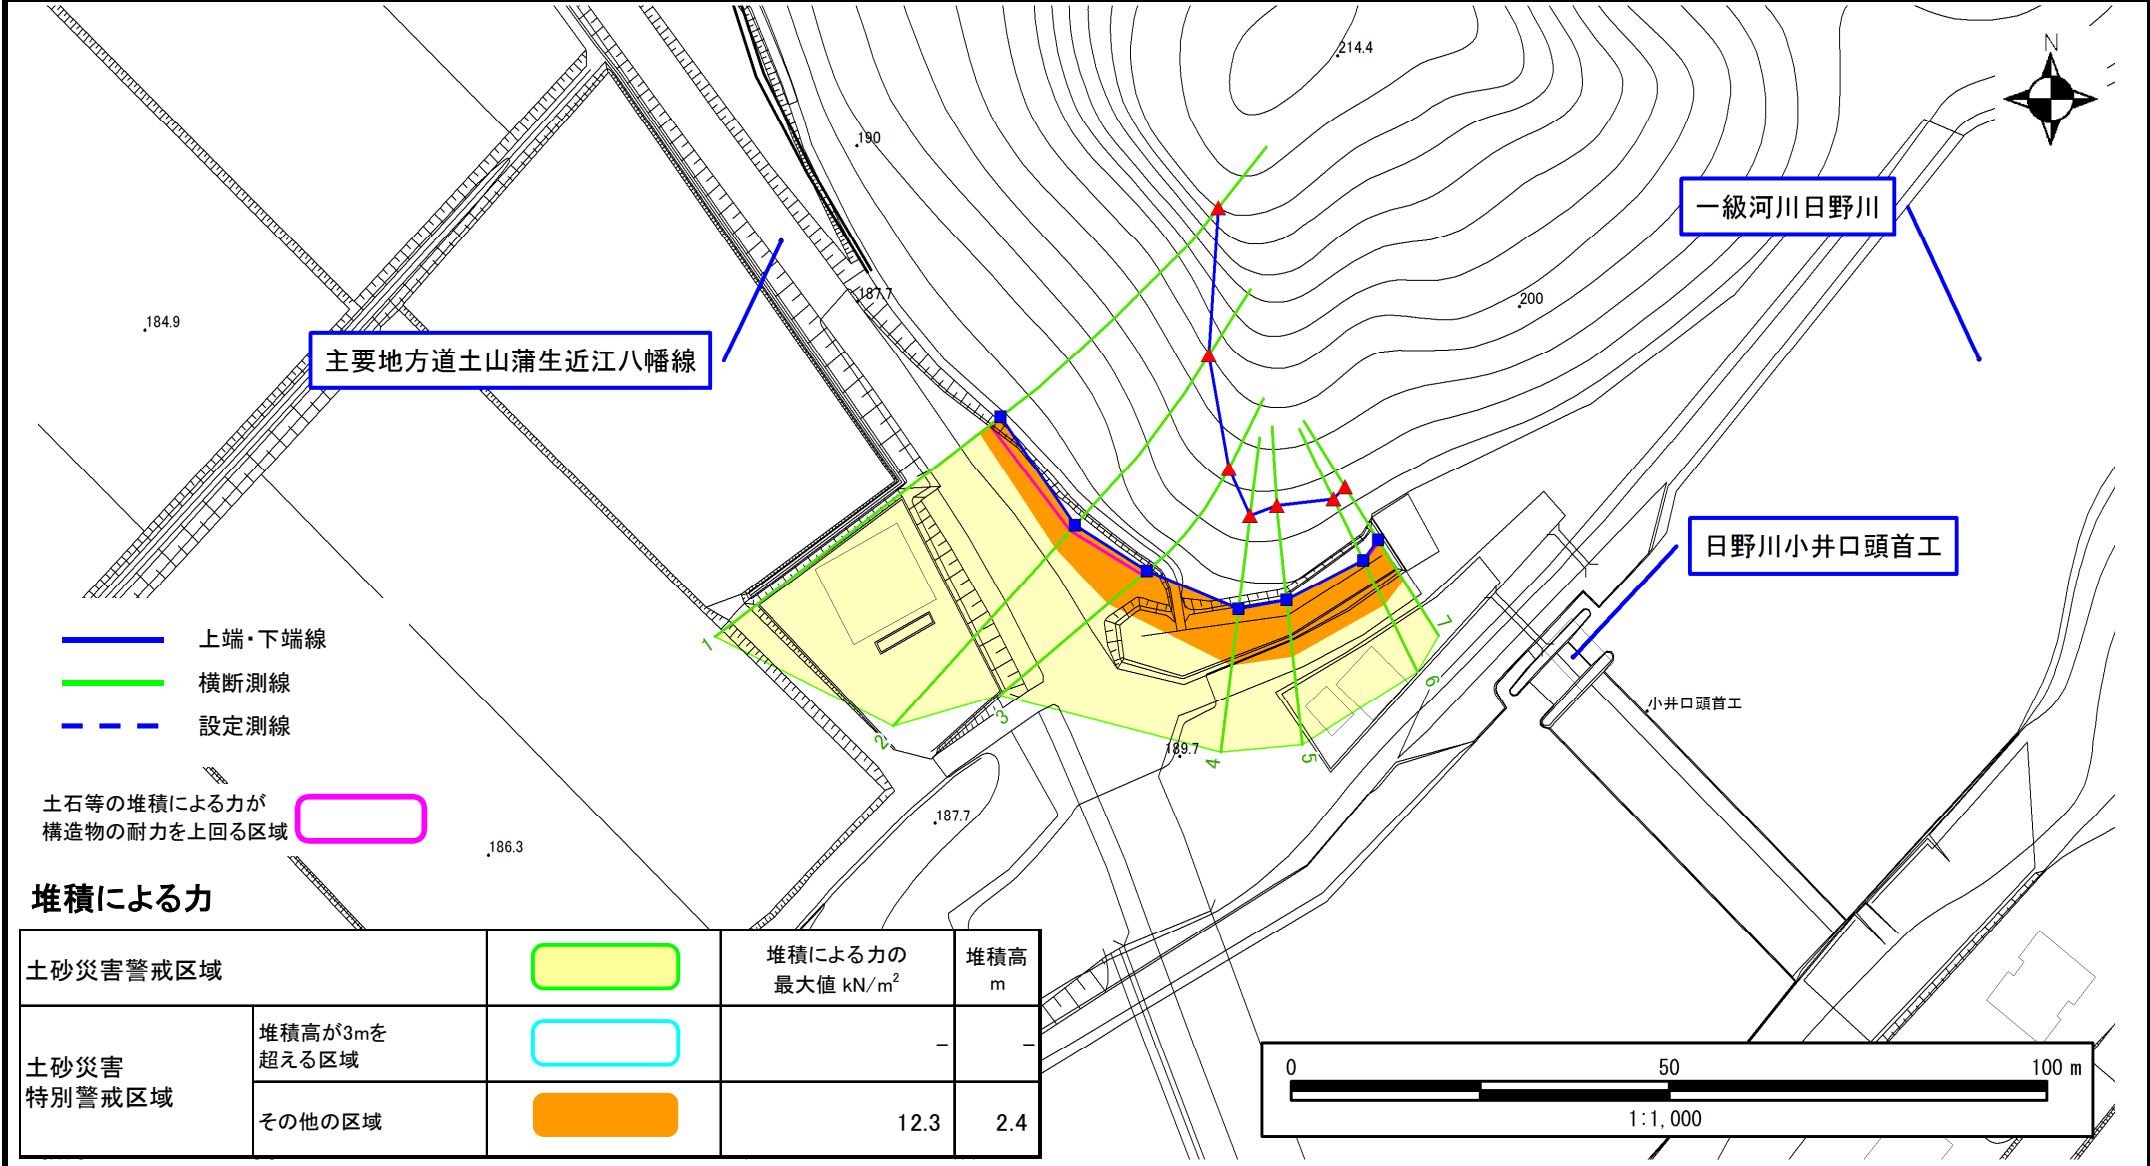 214.4
N
190
一級河川日野川
187.7
200
184.9
主要地方道土山蒲生近江八幡線
日野川小井口頭首工
1
2
3
4
5
6
7
小井口頭首工
189.7
187.7
186.3
上端・下端線
横断測線
設定測線
土石等の堆積による力が
構造物の耐力を上回る区域
堆積による力
土砂災害警戒区域
堆積による力の
最大値 kN/m²
堆積高
m
土砂災害
特別警戒区域
堆積高が3mを
超える区域
–
–
その他の区域
12.3
2.4
0 50 100 m
1:1,000